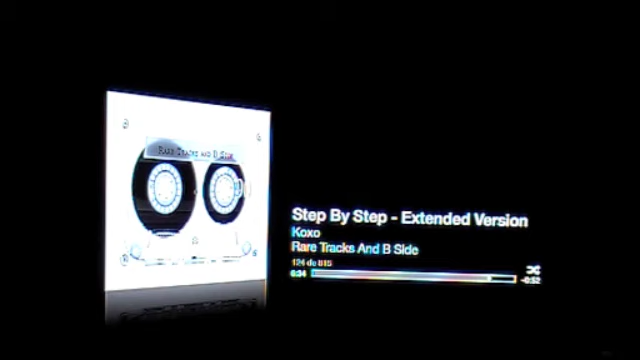 Rare Tracks and B Side
Step By Step - Extended Version
Koxo
Rare Tracks And B Side
124 de 815
6:34
-0:52